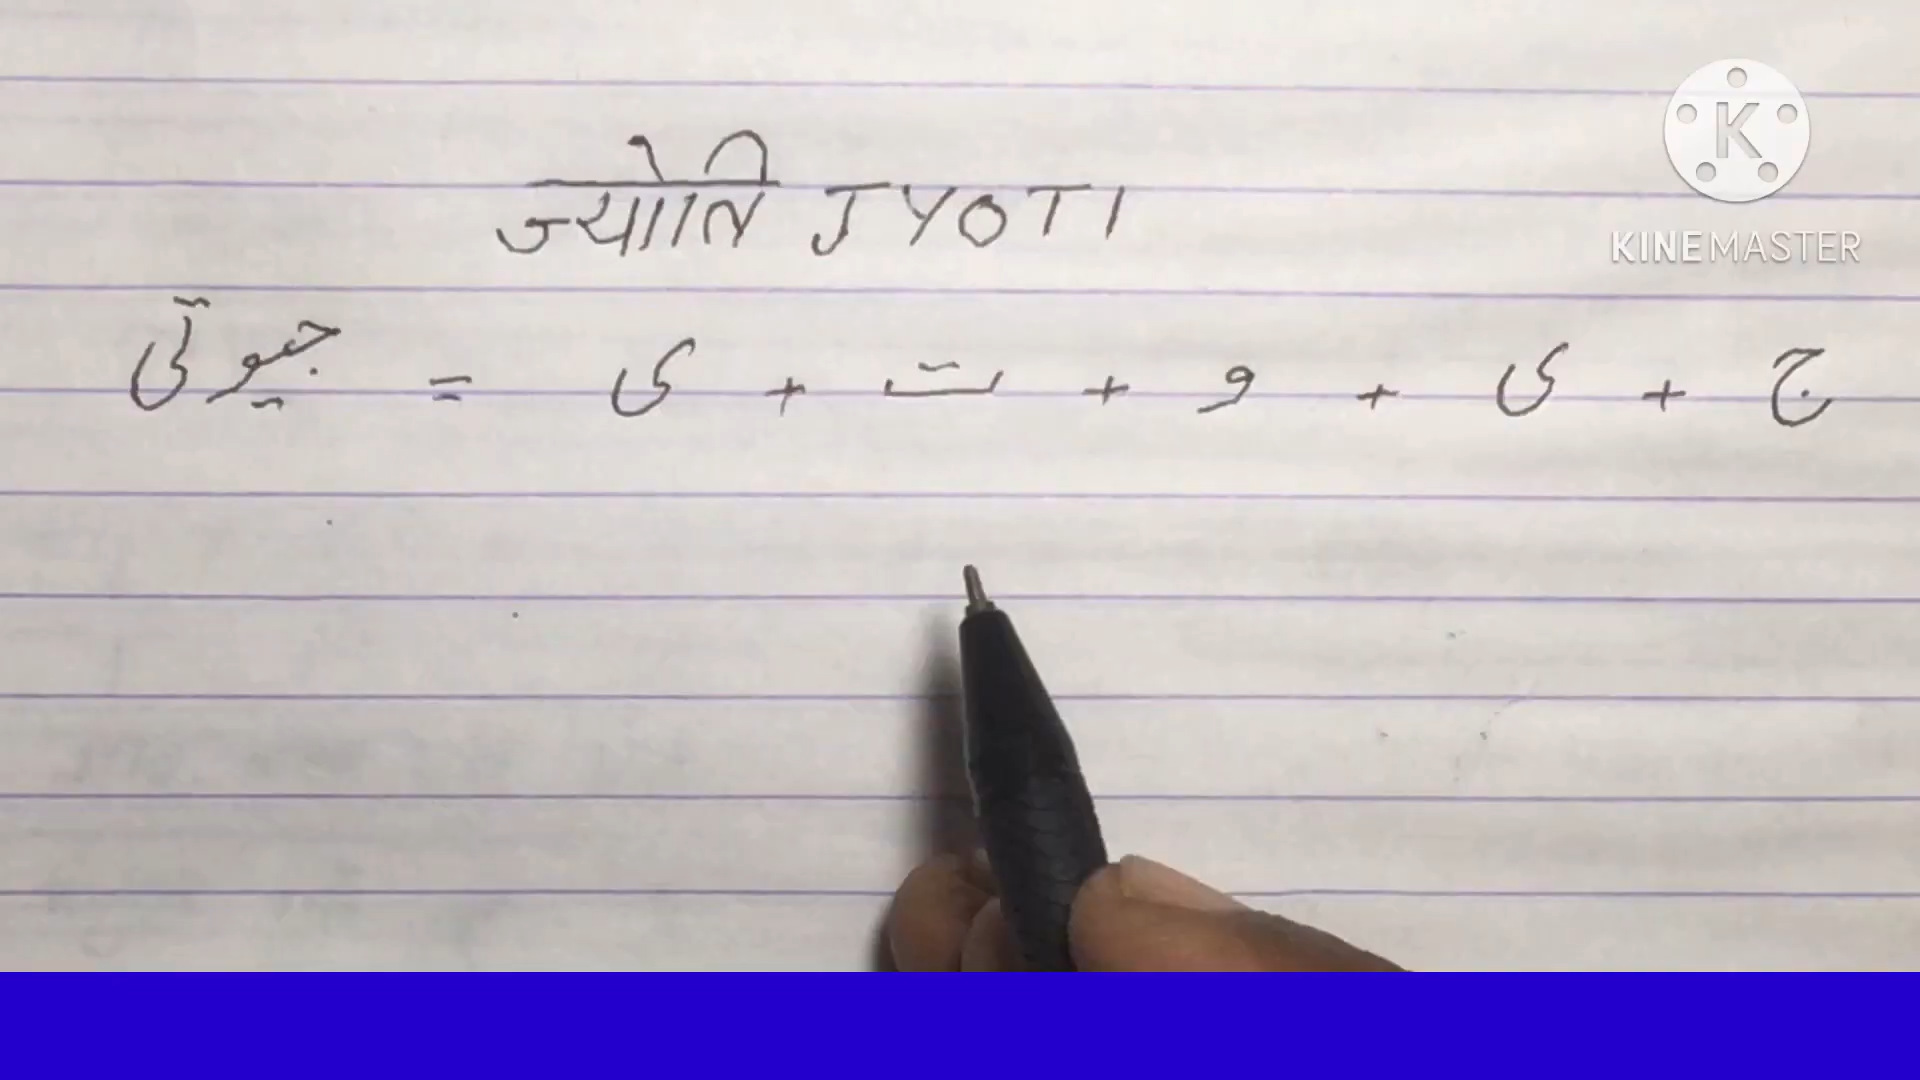 ज्योति JYOTI
ج + ی + و + ت + ی = جیوتی
KINEMASTER